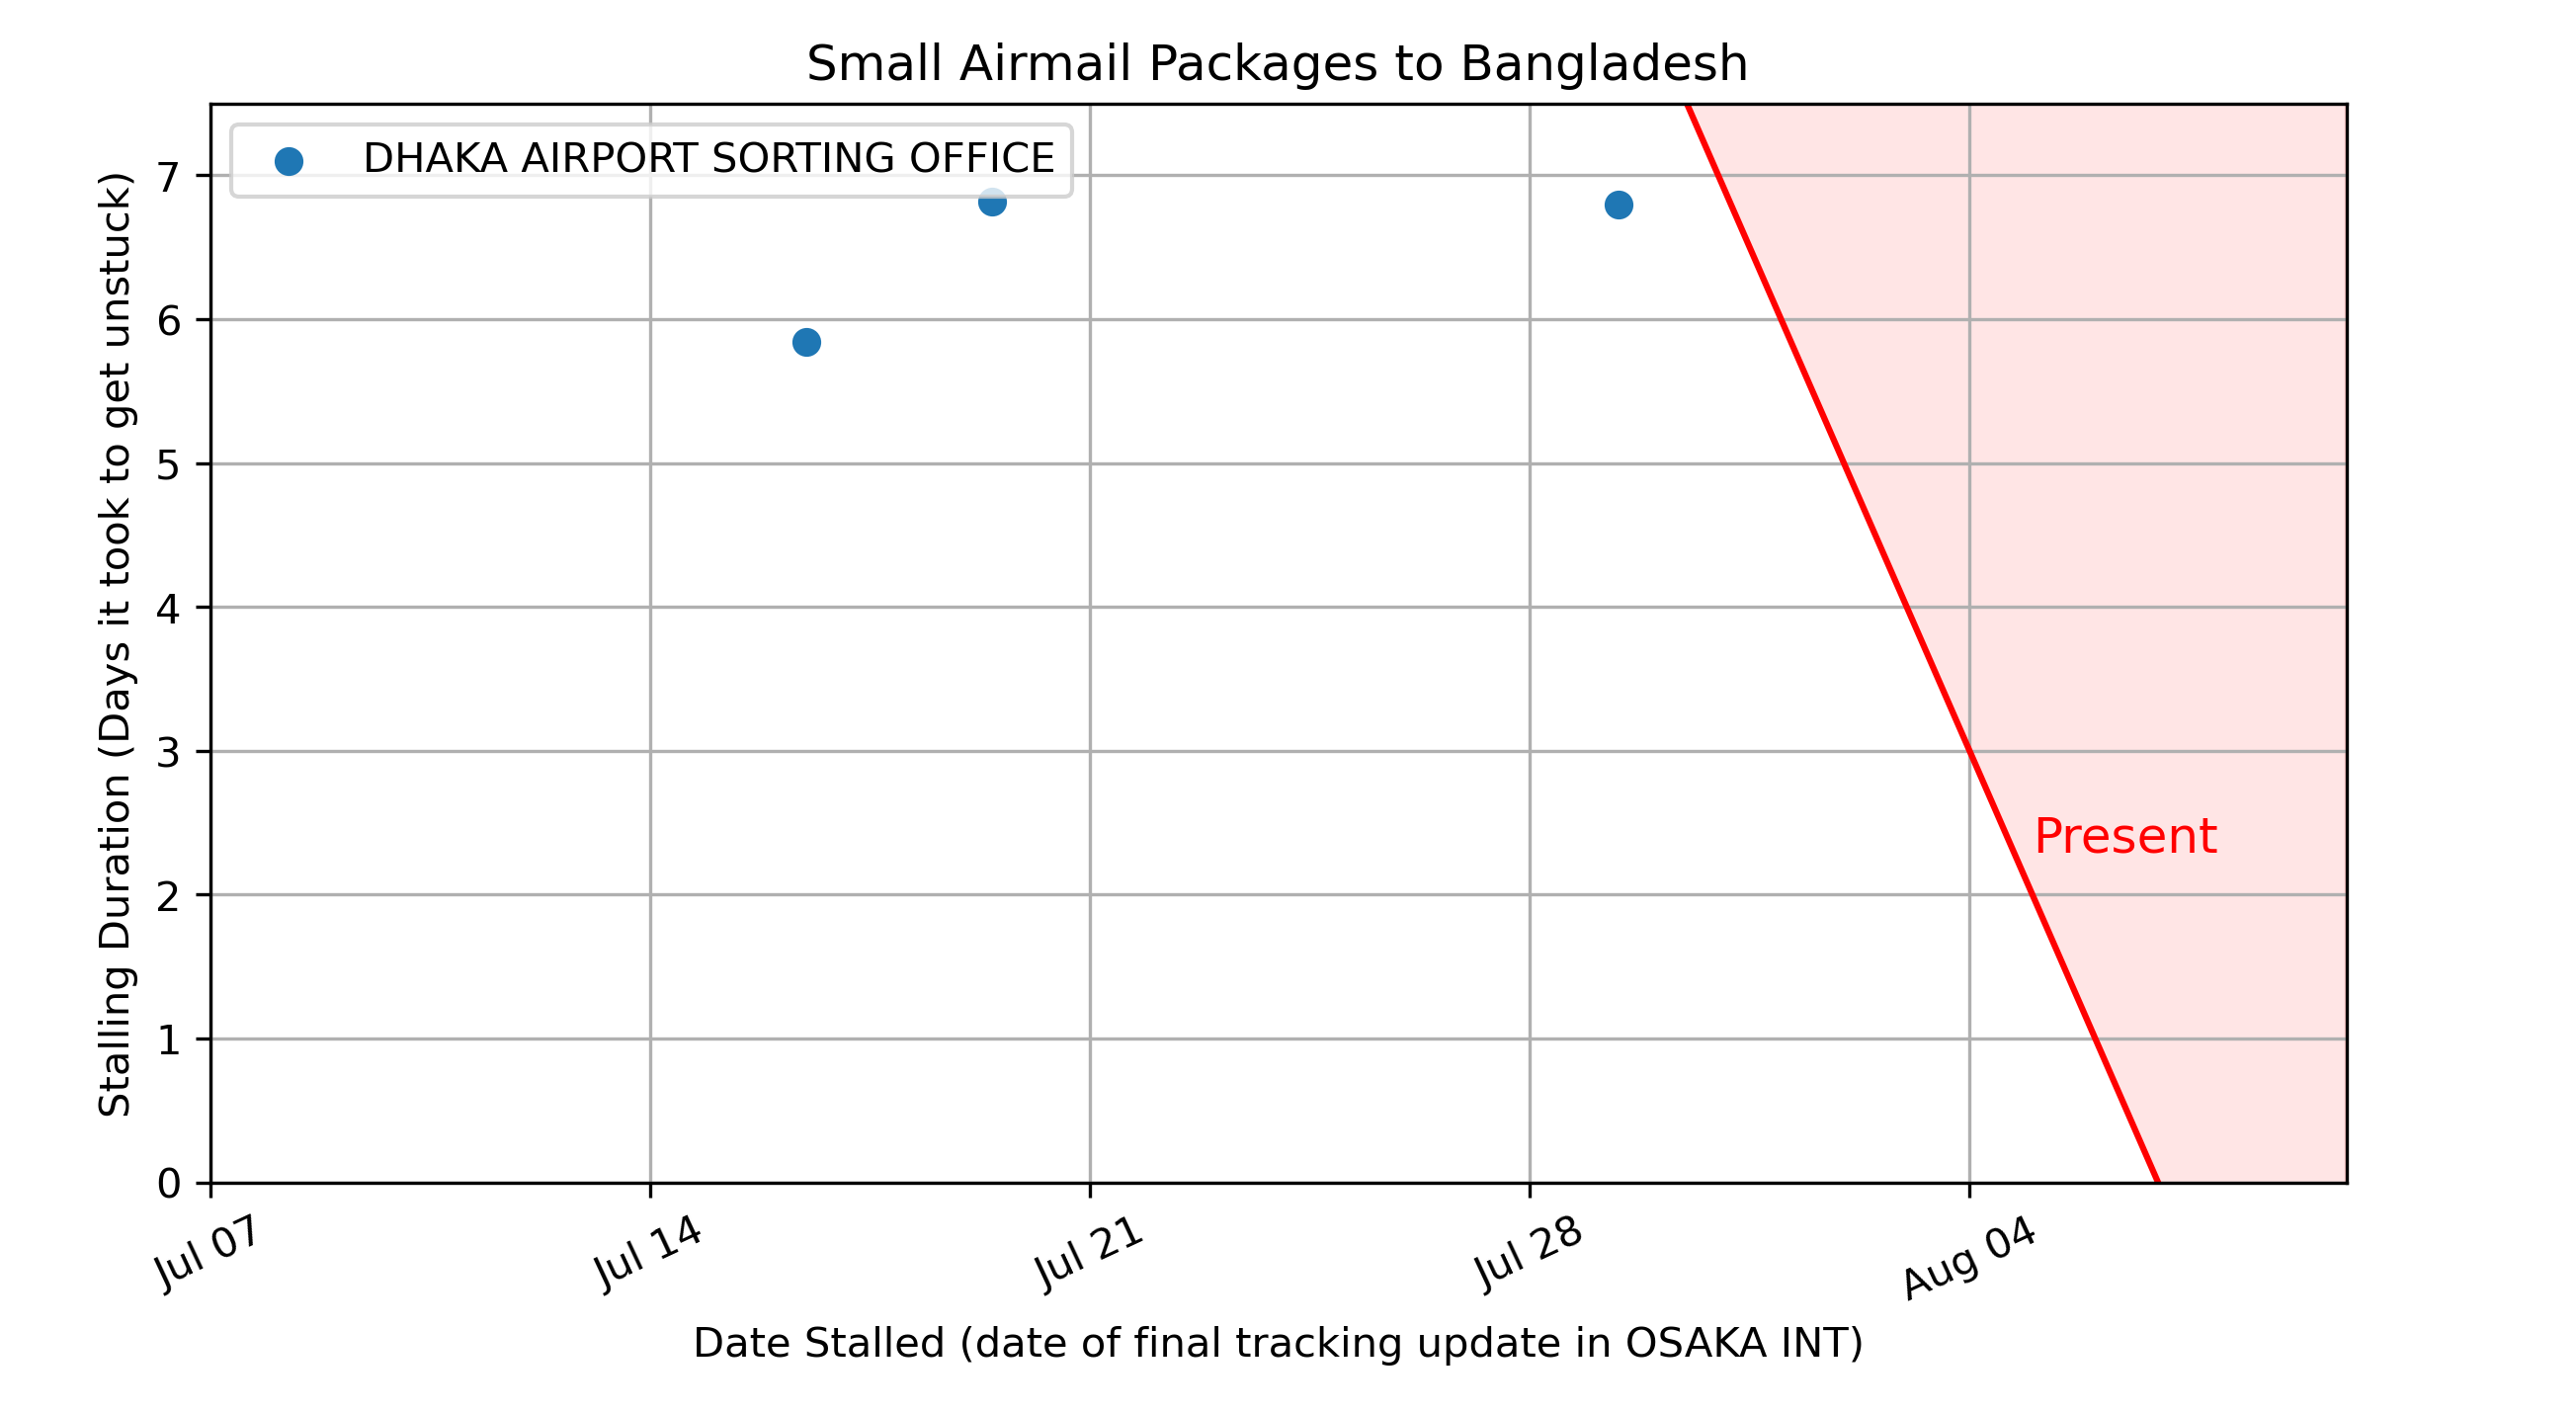 Small Airmail Packages to Bangladesh
DHAKA AIRPORT SORTING OFFICE
Stalling Duration (Days it took to get unstuck)
7
6
5
4
3
2
1
0
Present
Jul 07
Jul 14
Jul 21
Jul 28
Aug 04
Date Stalled (date of final tracking update in OSAKA INT)